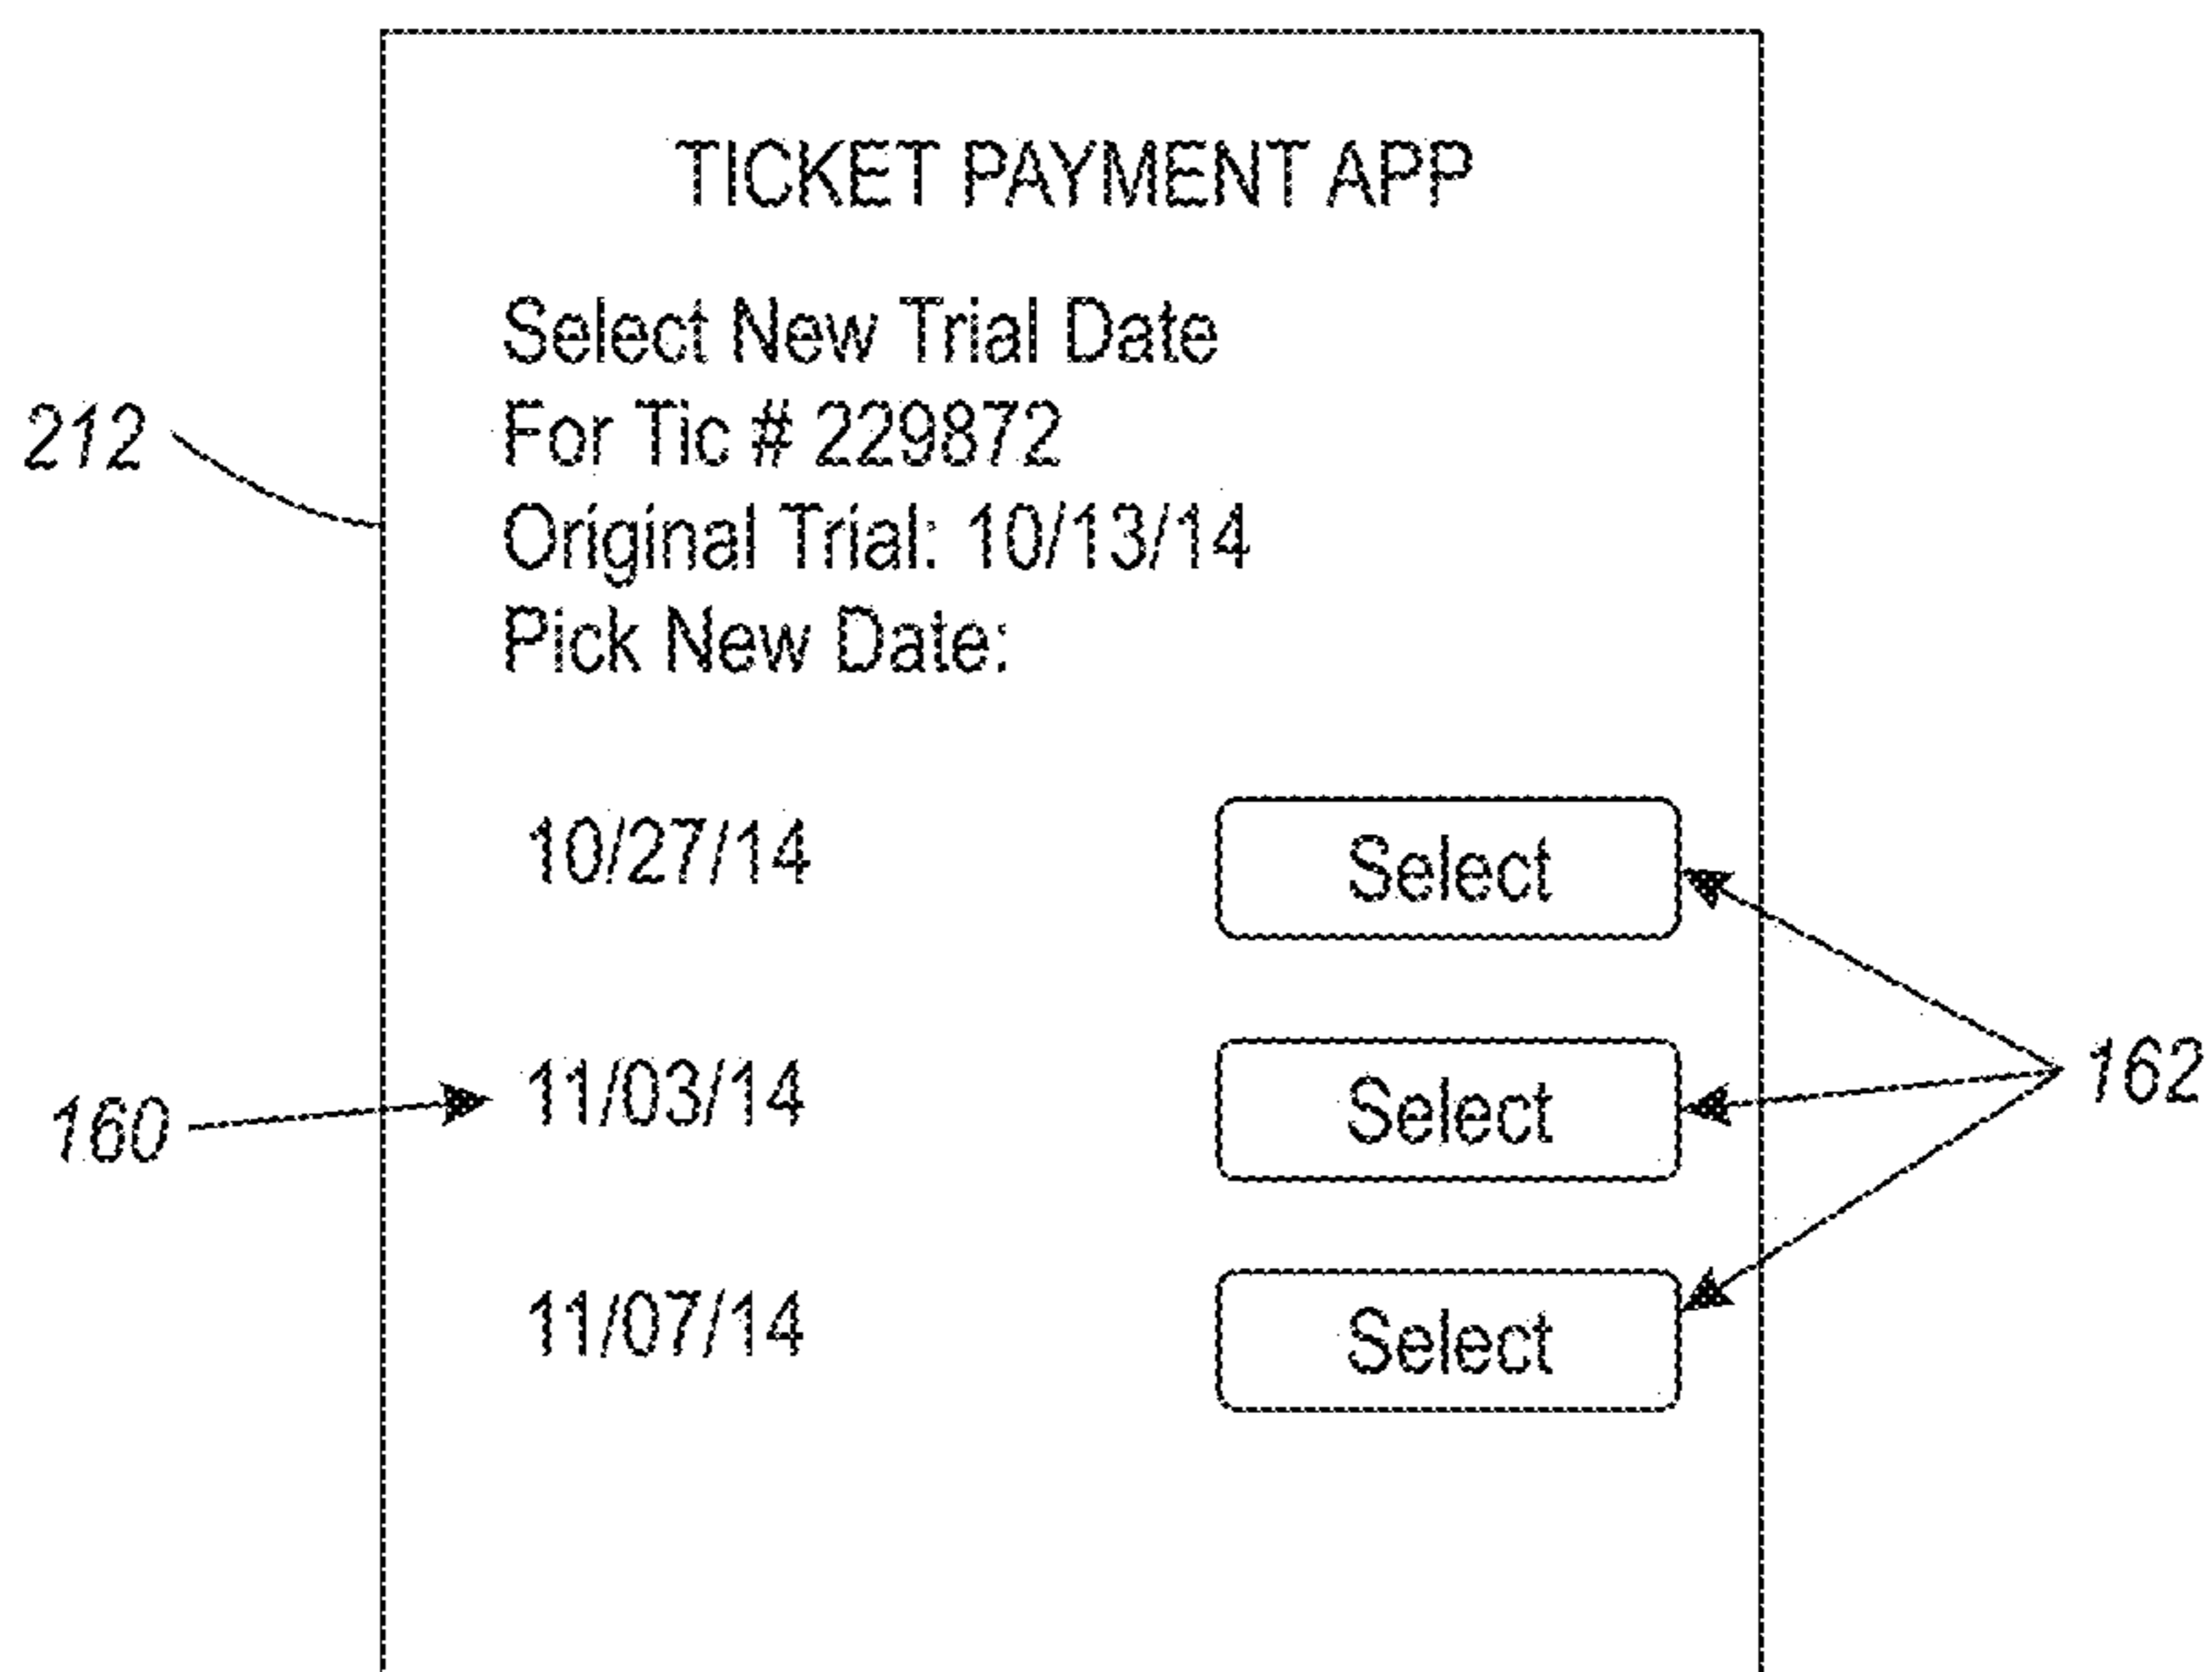 TICKET PAYMENT APP
Select New Trial Date
For Tic # 229872
212
Original Trial: 10/13/14
Pick New Date:
10/27/14 Select
160 11/03/14 Select 162
11/07/14 Select